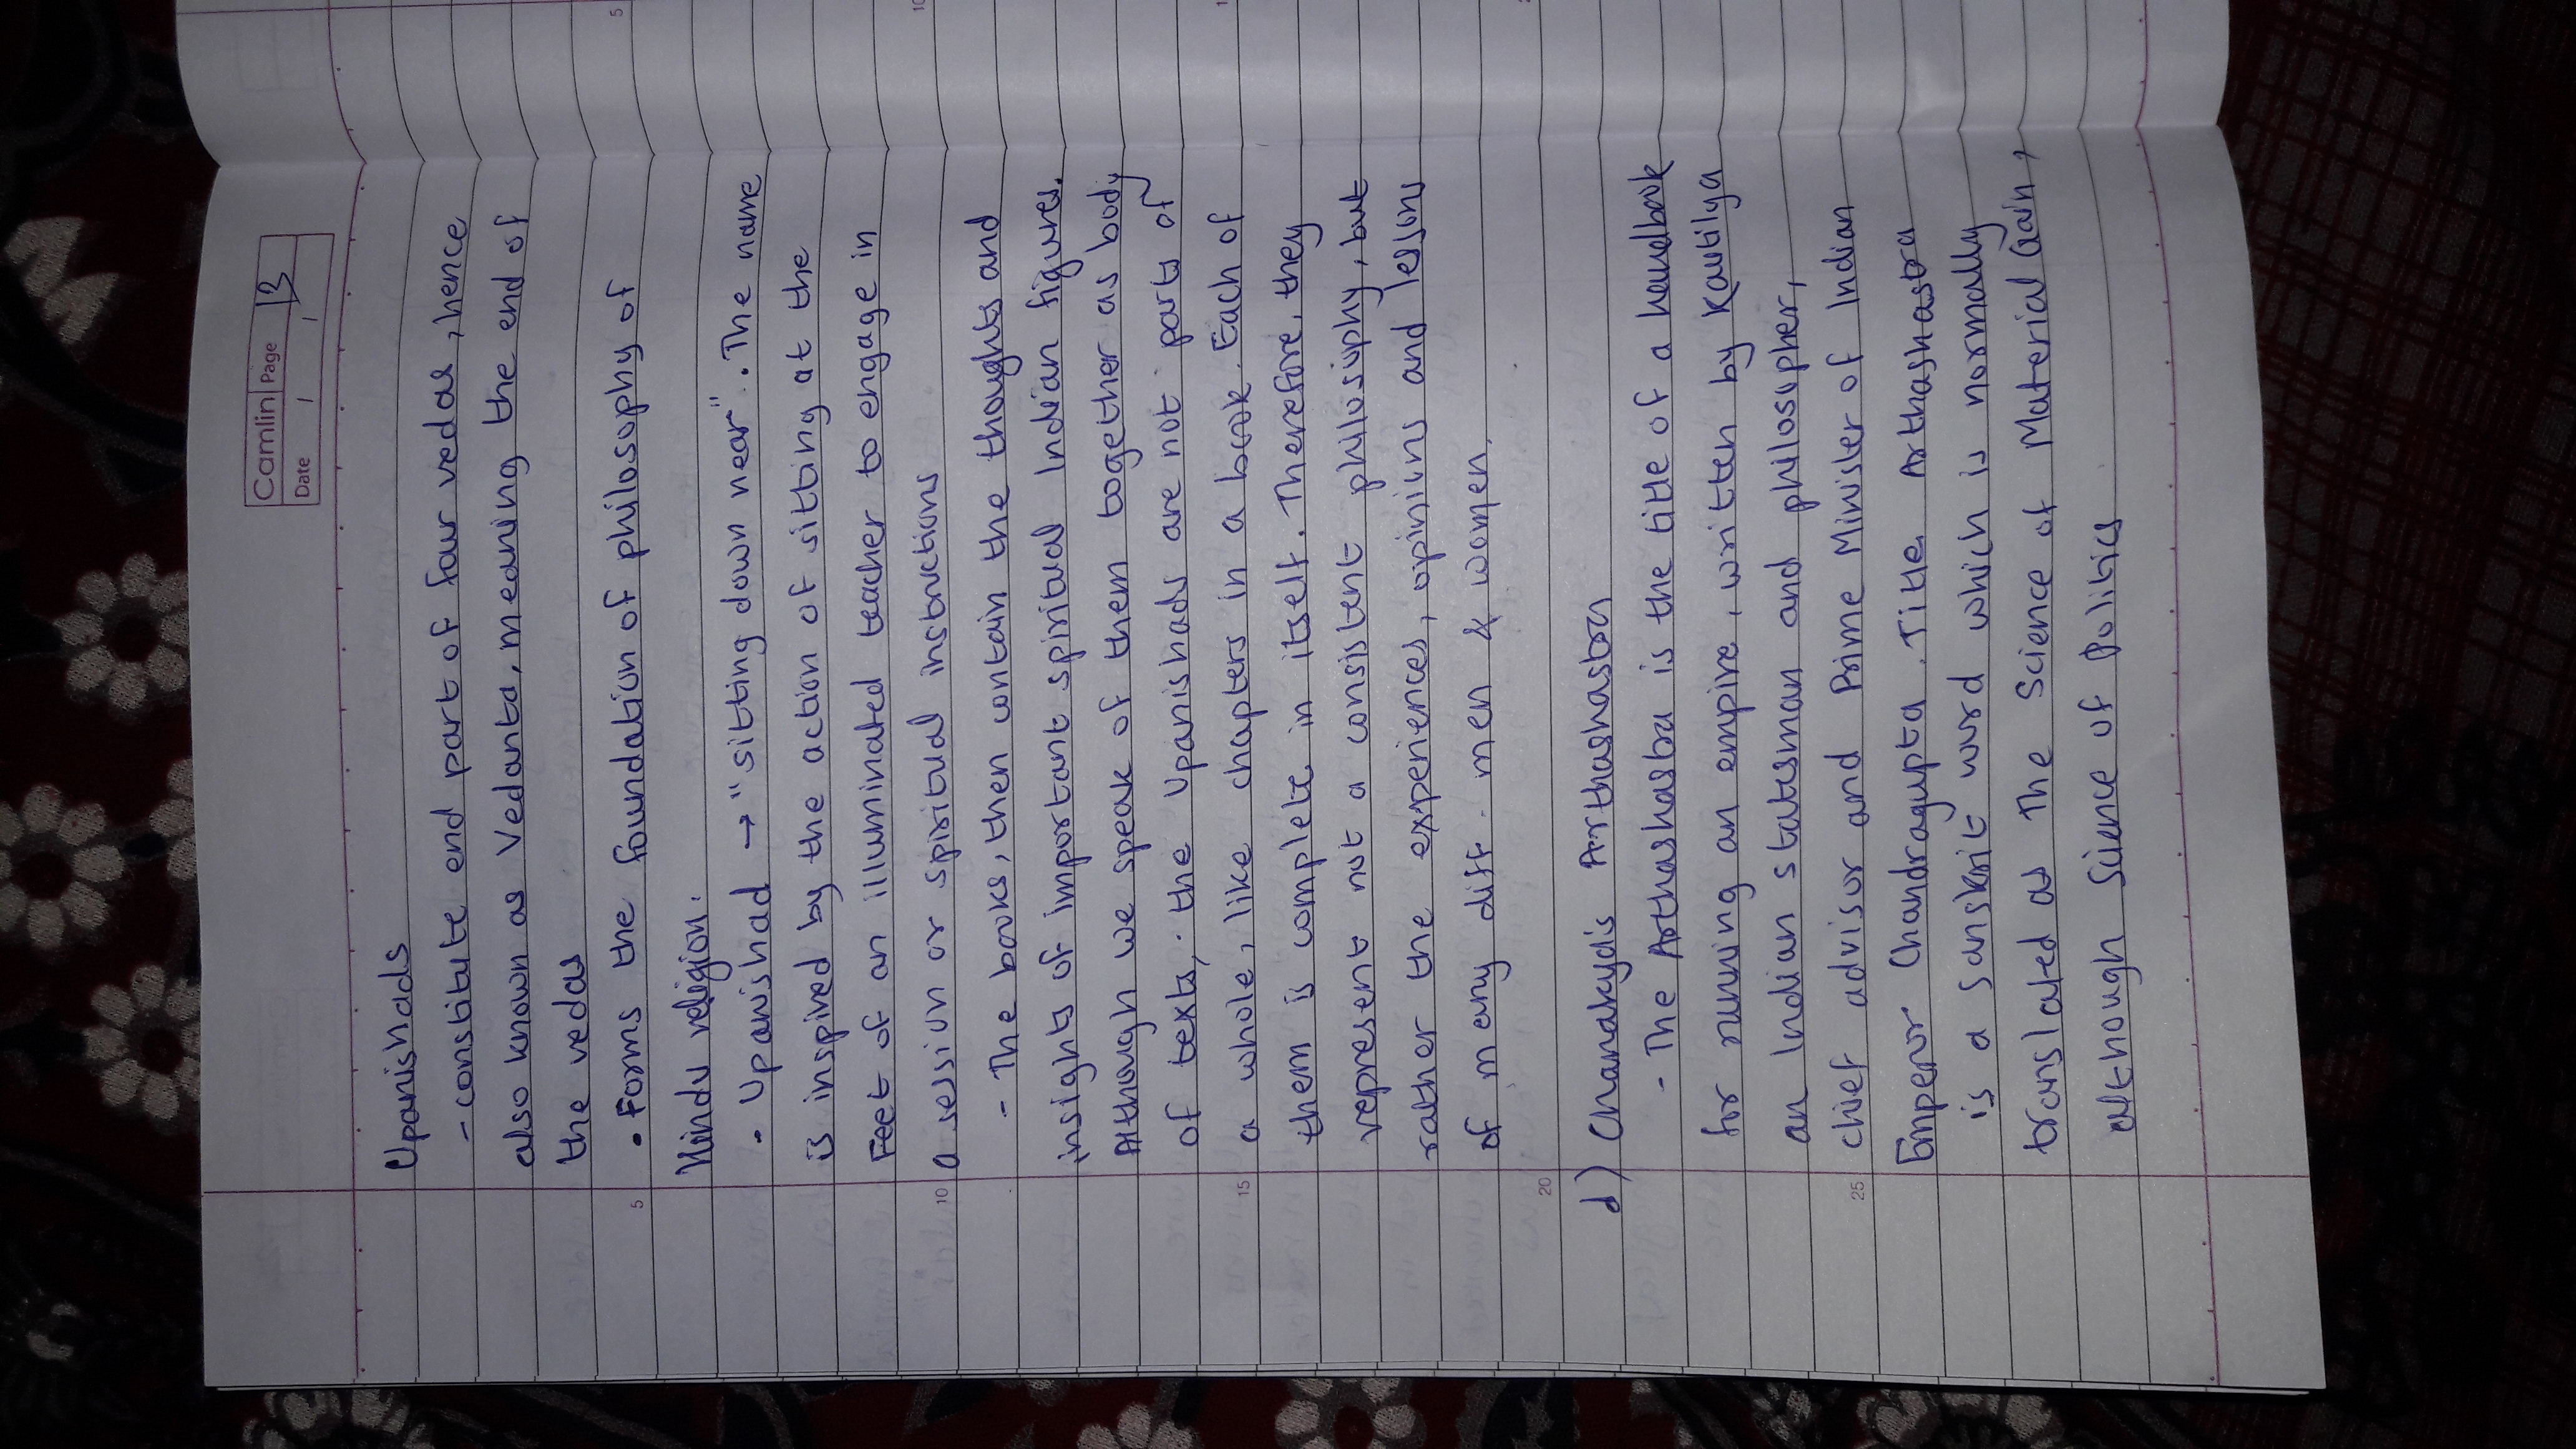 Camlin Page 13
Date / /
Upanishads
- constitute end part of four vedas, hence
also known as Vedanta, meaning the end of
the vedas
5 • Forms the foundation of philosophy of
Hindu religion.
- Upanishad → "sitting down near". The name
is inspired by the action of sitting at the
Feet of an illuminated teacher to engage in
10 a session or spiritual instructions
- The books, then contain the thoughts and
insights of important spiritual Indian figures.
Although we speak of them together as body
of texts, the Upanishads are not parts of
15 a whole, like chapters in a book. Each of
them is complete in itself. Therefore, they
represent not a consistent philosophy, but
rather the experiences, opinions and lessons
of many diff. men & women.
20
d) Chanakya's Arthashastra
- The Arthashastra is the title of a handbook
for running an empire, written by Kautilya
an Indian statesman and philosopher,
25 chief advisor and Prime Minister of Indian
Emperor Chandragupta. Title Arthashastra
is a Sanskrit word which is normally
translated as The Science of Material Gain,
although Science of Politics
5
10